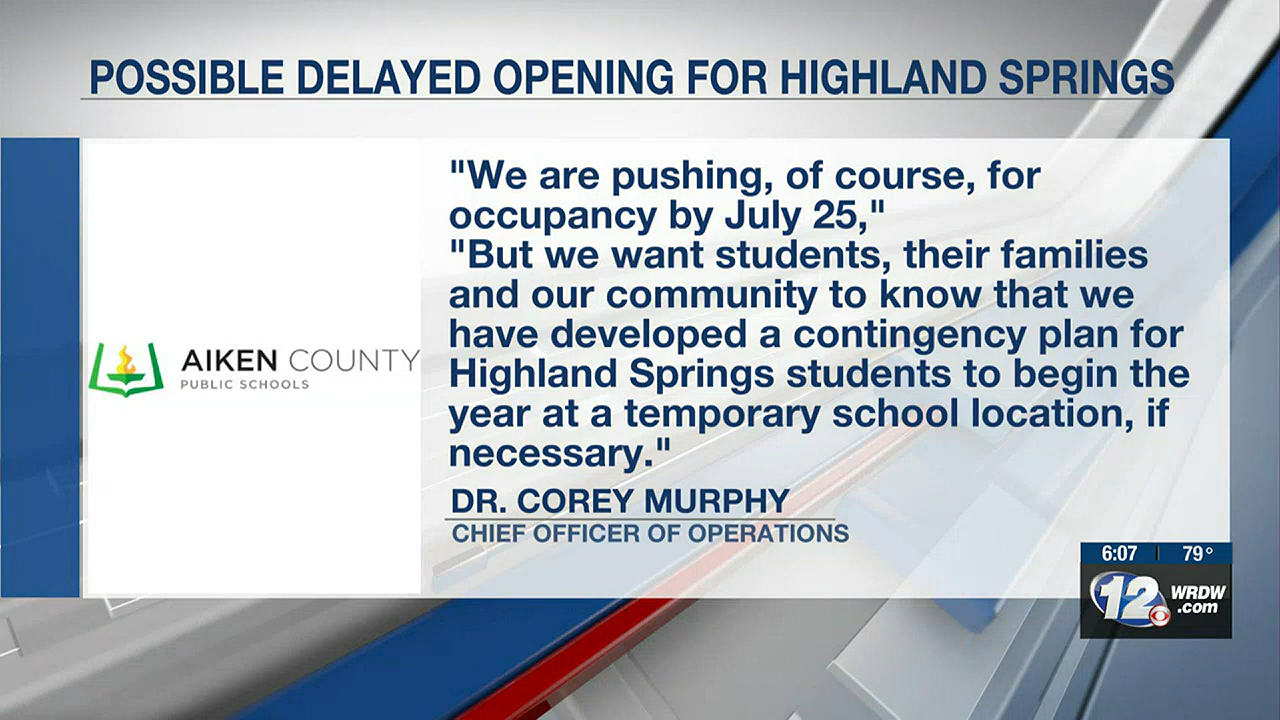 POSSIBLE DELAYED OPENING FOR HIGHLAND SPRINGS
AIKEN COUNTY
PUBLIC SCHOOLS
"We are pushing, of course, for
occupancy by July 25,"
"But we want students, their families
and our community to know that we
have developed a contingency plan for
Highland Springs students to begin the
year at a temporary school location, if
necessary."
DR. COREY MURPHY
CHIEF OFFICER OF OPERATIONS
6:07 79°
12 WRDW
.com